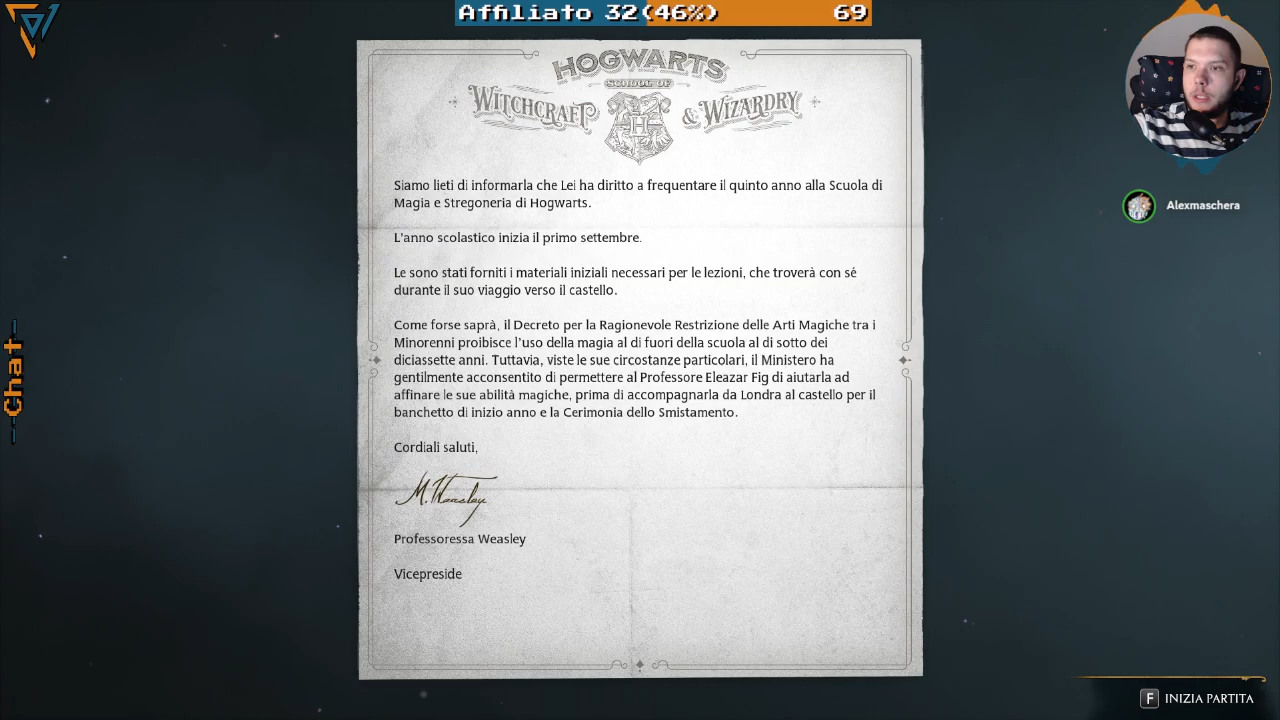 Affiliato 32(46%) 69
HOGWARTS
SCHOOL OF
WITCHCRAFT & WIZARDRY
H
Siamo lieti di informarla che Lei ha diritto a frequentare il quinto anno alla Scuola di
Magia e Stregoneria di Hogwarts.
L'anno scolastico inizia il primo settembre.
Le sono stati forniti i materiali iniziali necessari per le lezioni, che troverà con sé
durante il suo viaggio verso il castello.
Come forse saprà, il Decreto per la Ragionevole Restrizione delle Arti Magiche tra i
Minorenni proibisce l'uso della magia al di fuori della scuola al di sotto dei
diciassette anni. Tuttavia, viste le sue circostanze particolari, il Ministero ha
gentilmente acconsentito di permettere al Professore Eleazar Fig di aiutarla ad
affinare le sue abilità magiche, prima di accompagnarla da Londra al castello per il
banchetto di inizio anno e la Cerimonia dello Smistamento.
Cordiali saluti,
M. Weasley
Professoressa Weasley
Vicepreside
Alexmaschera
—Chat—
F INIZIA PARTITA